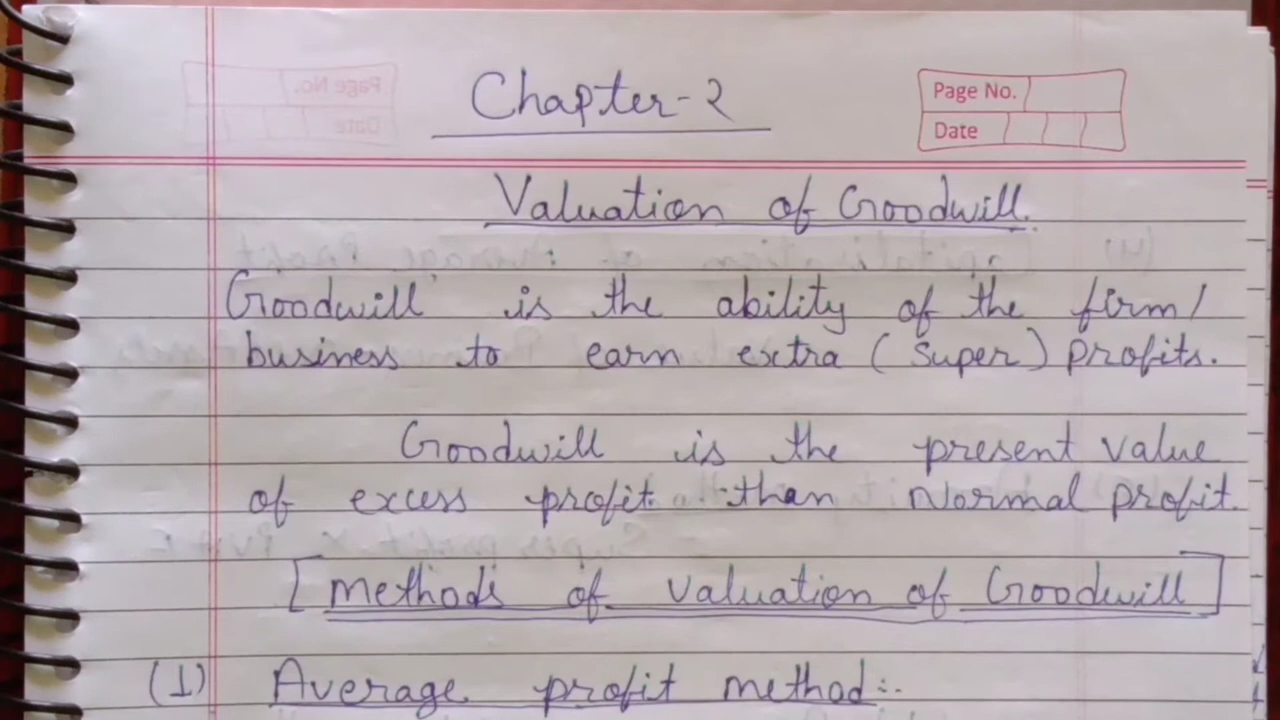 Chapter-2
Page No.
Date
Valuation of Goodwill.
Goodwill is the ability of the firm/
business to earn extra (super) profits.
Goodwill is the present value
of excess profit than Normal profit.
[Methods of valuation of Goodwill]
(1) Average profit method:-